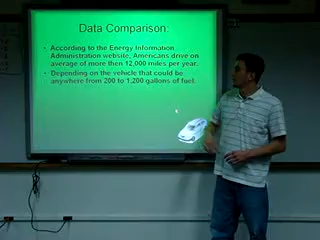 Data Comparison:
According to the Energy Information
Administration website, Americans drive on
average of more then 12,000 miles per year.
Depending on the vehicle that could be
anywhere from 200 to 1,200 gallons of fuel.